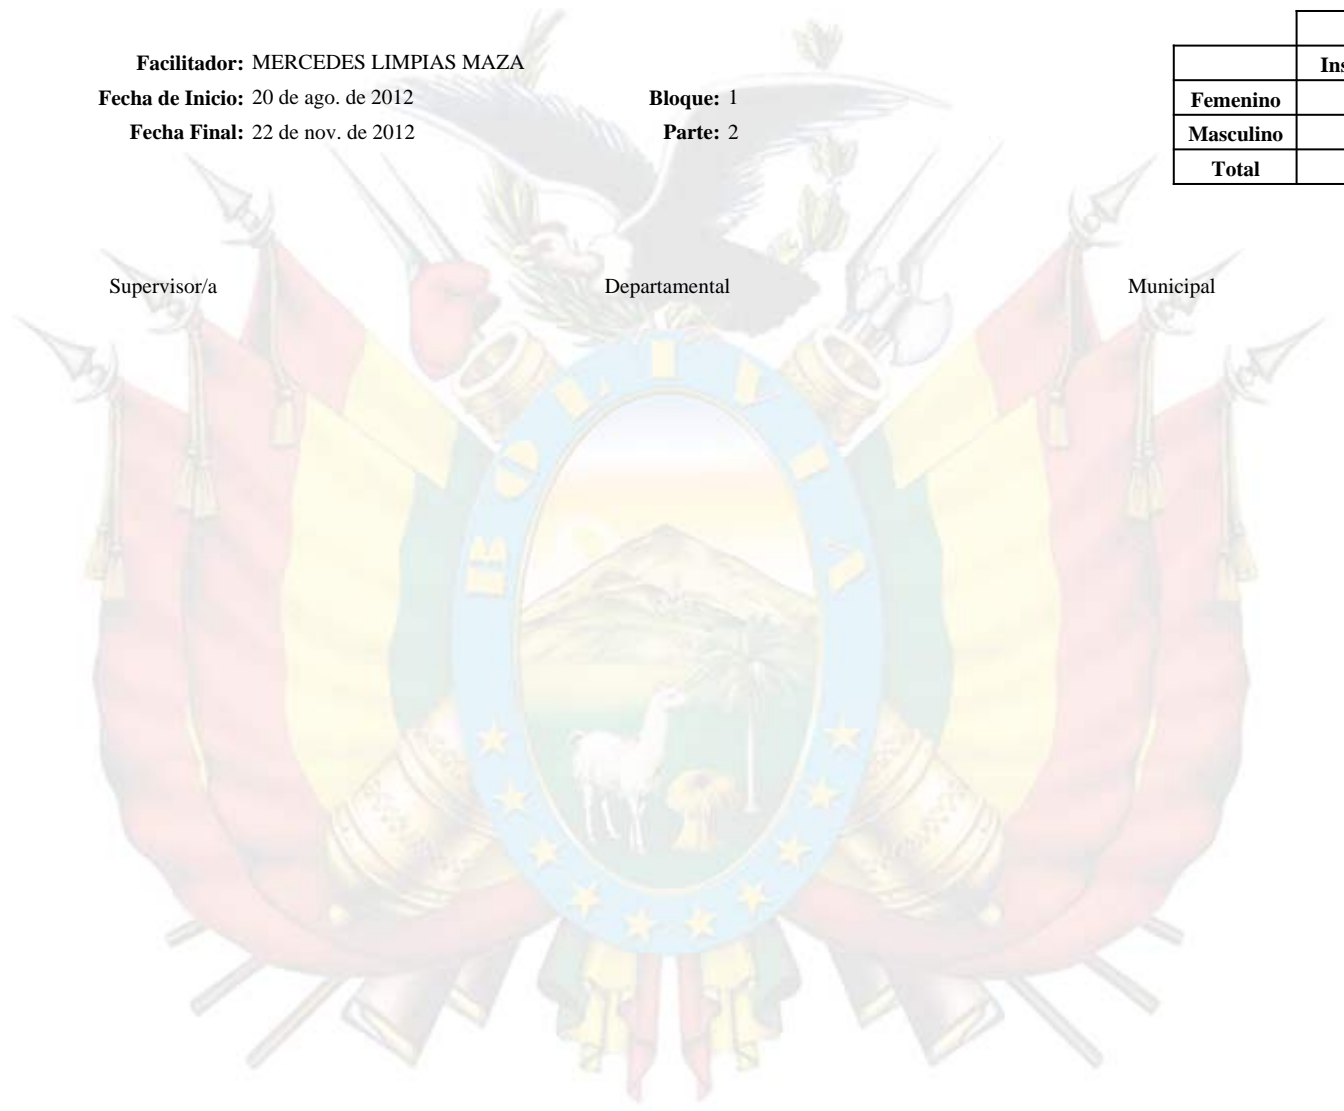 Facilitador: MERCEDES LIMPIAS MAZA
Fecha de Inicio: 20 de ago. de 2012 Bloque: 1
Fecha Final: 22 de nov. de 2012 Parte: 2
Femenino
Masculino
Total
Supervisor/a Departamental Municipal
BOLIVIA